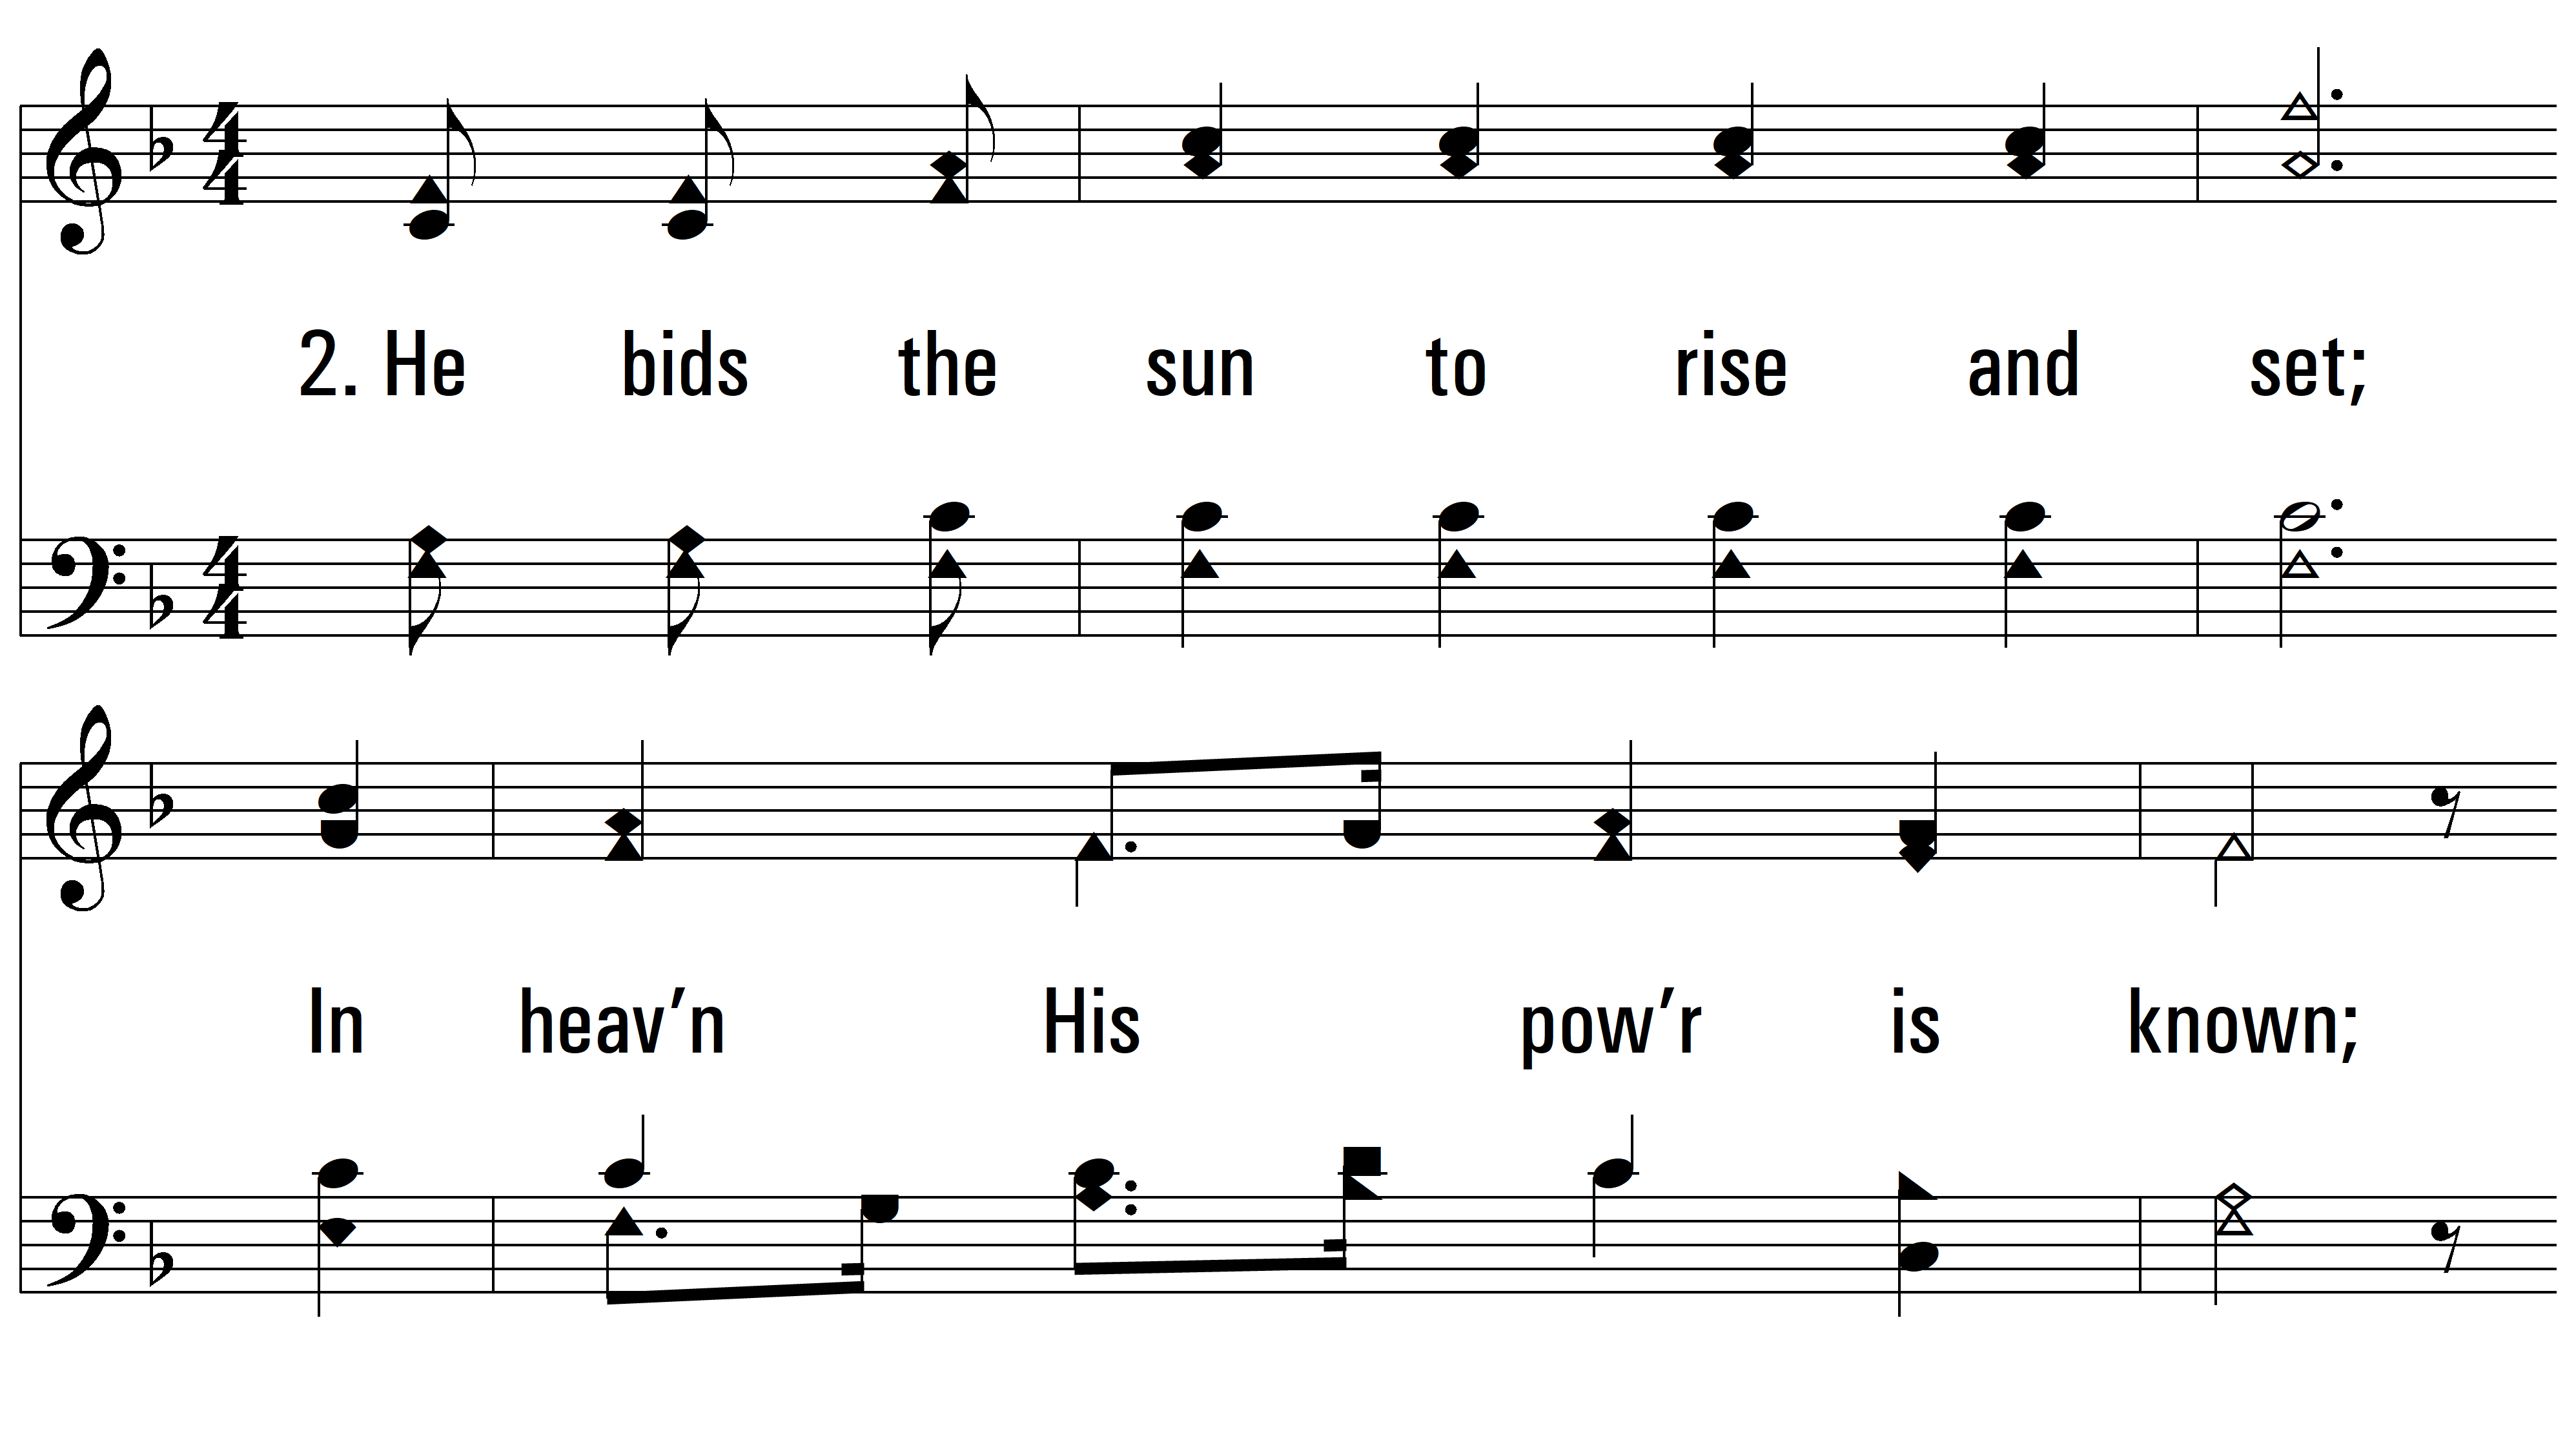 2. He bids the sun to rise and set;
In heav’n His pow’r is known;